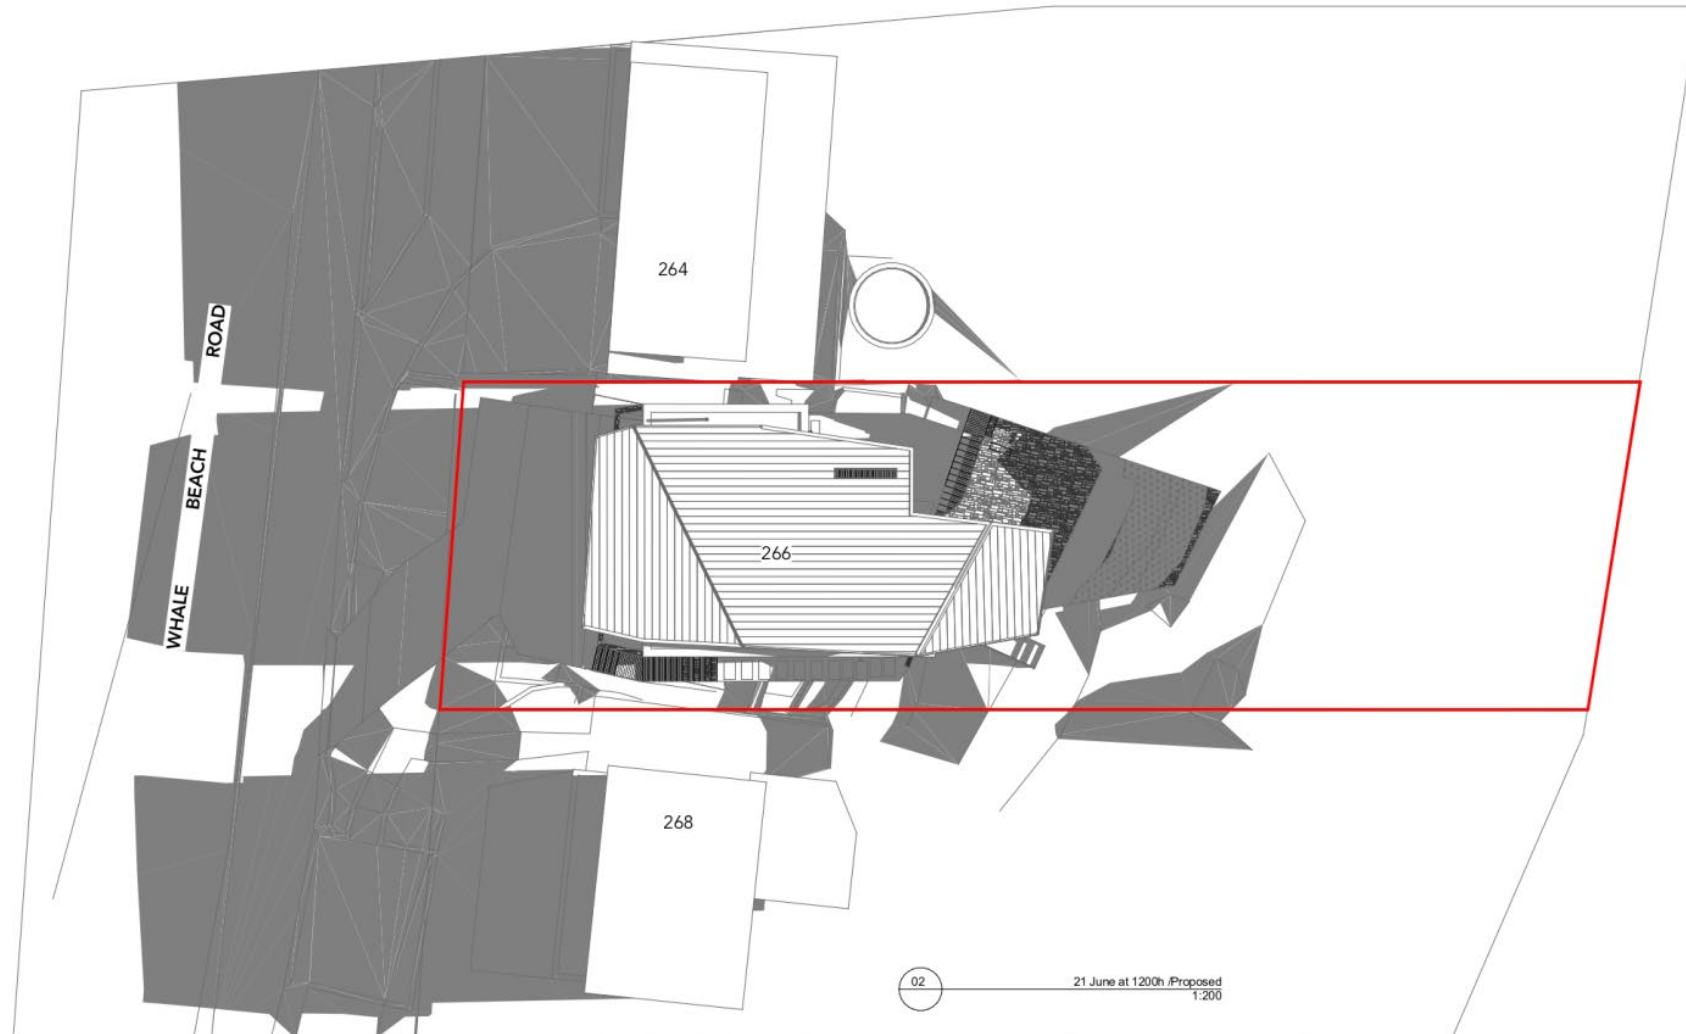 264
ROAD
BEACH
WHALE
266
268
02
21 June at 1200h /Proposed
1:200